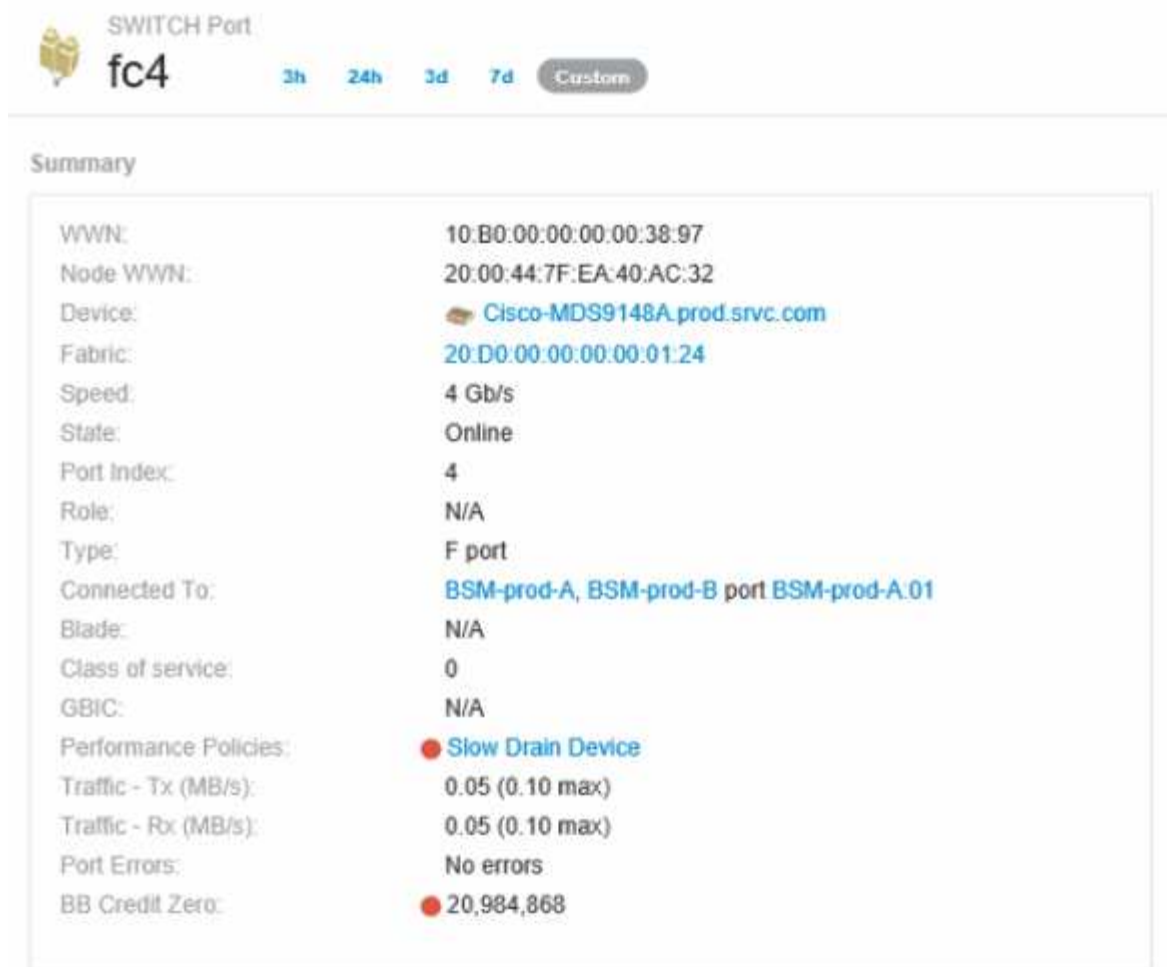 SWITCH Port
fc4 3h 24h 3d 7d Custom
Summary
WWN: 10:B0:00:00:00:00:38:97
Node WWN: 20:00:44:7F:EA:40:AC:32
Device: Cisco-MDS9148A.prod.srvc.com
Fabric: 20:D0:00:00:00:00:01:24
Speed: 4 Gb/s
State: Online
Port Index: 4
Role: N/A
Type: F port
Connected To: BSM-prod-A, BSM-prod-B port BSM-prod-A:01
Blade: N/A
Class of service: 0
GBIC: N/A
Performance Policies: Slow Drain Device
Traffic - Tx (MB/s): 0.05 (0.10 max)
Traffic - Rx (MB/s): 0.05 (0.10 max)
Port Errors: No errors
BB Credit Zero: 20,984,868